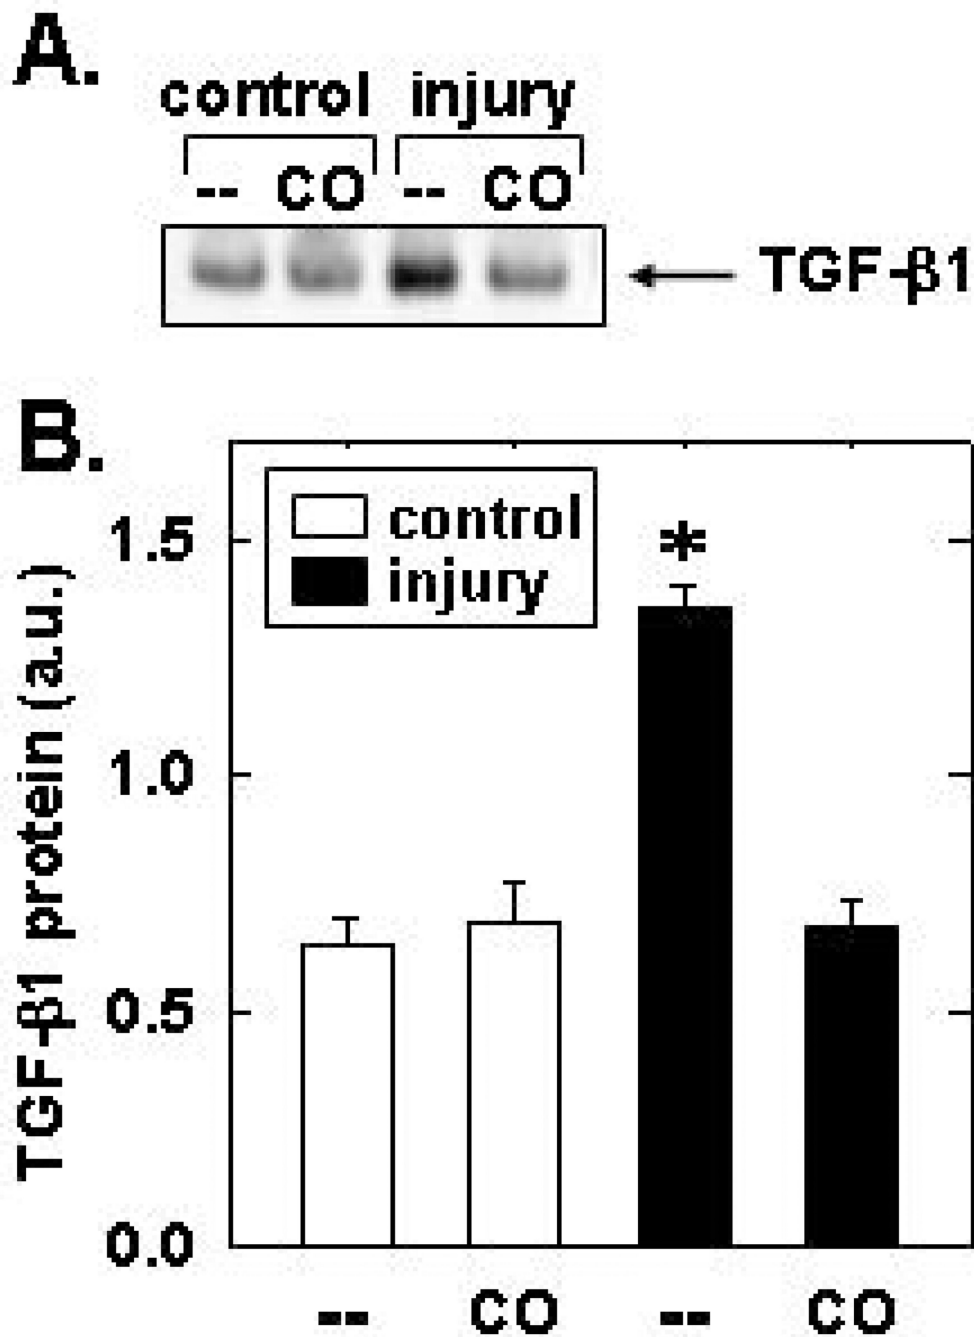 A.
control injury
-- CO -- CO
TGF-β1
B.
control
injury
*
TGF-β1 protein (a.u.)
1.5
1.0
0.5
0.0
-- CO -- CO